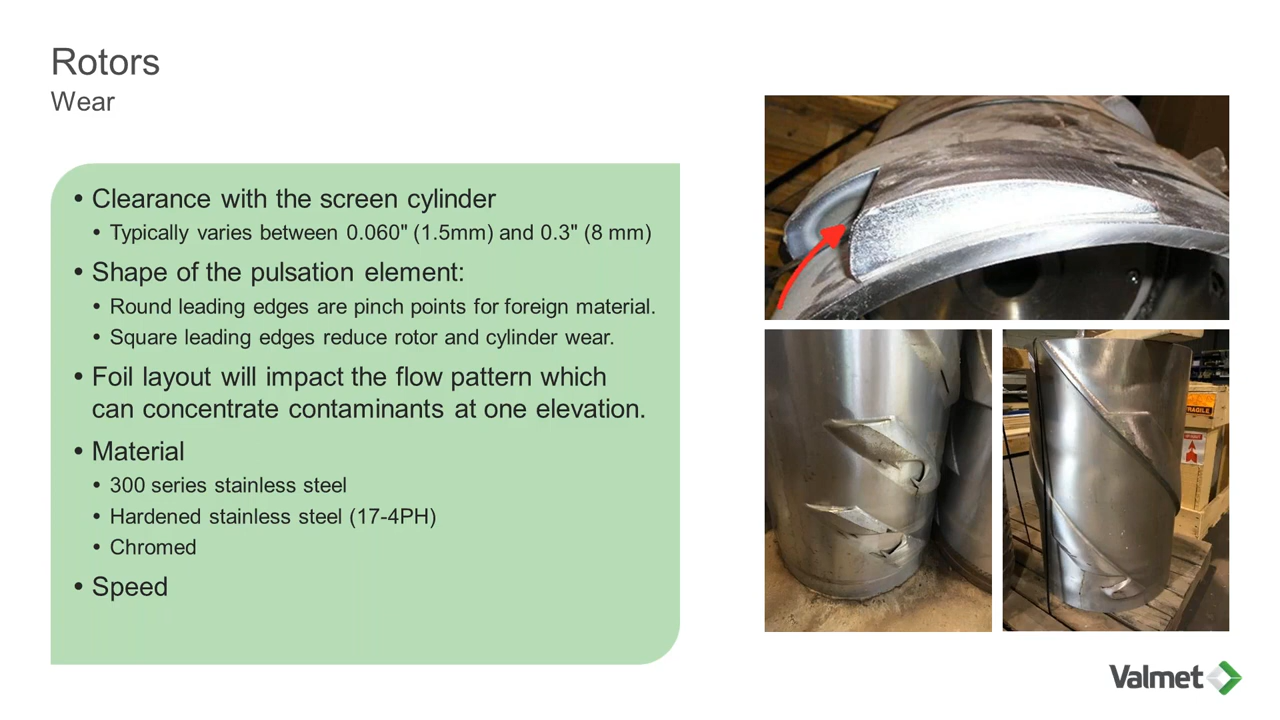 Rotors
Wear
• Clearance with the screen cylinder
• Typically varies between 0.060" (1.5mm) and 0.3" (8 mm)
• Shape of the pulsation element:
• Round leading edges are pinch points for foreign material.
• Square leading edges reduce rotor and cylinder wear.
• Foil layout will impact the flow pattern which
can concentrate contaminants at one elevation.
• Material
• 300 series stainless steel
• Hardened stainless steel (17-4PH)
• Chromed
• Speed
FRAGILE
Valmet